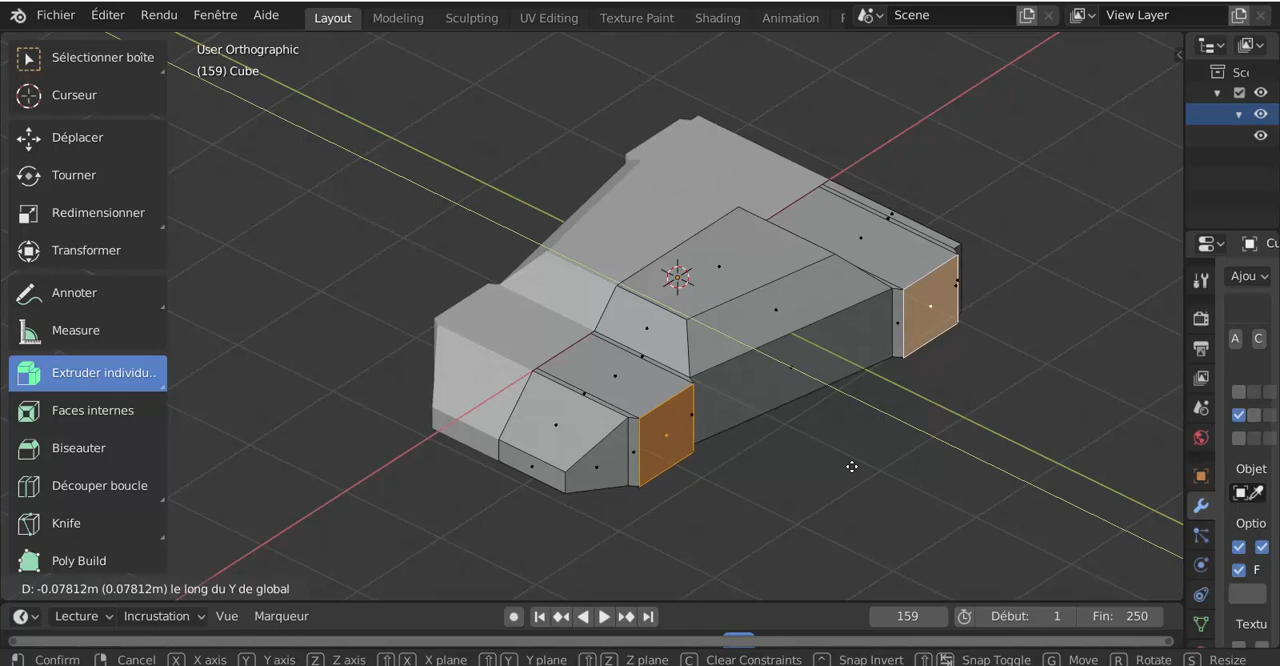 Fichier Éditer Rendu Fenêtre Aide Layout Modeling Sculpting UV Editing Texture Paint Shading Animation Scene View Layer
Sélectionner boîte
Curseur
Déplacer
Tourner
Redimensionner
Transformer
Annoter
Measure
Extruder individu..
Faces internes
Biseauter
Découper boucle
Knife
Poly Build
User Orthographic
(159) Cube
D: -0.07812m (0.07812m) le long du Y de global
Sce
Cu
Ajou
A C
Objet
Optio
F
Textu
Lecture Incrustation Vue Marqueur 159 Début: 1 Fin: 250
Confirm Cancel X X axis Y Y axis Z Z axis X X plane Y Y plane Z Z plane C Clear Constraints Snap Invert Snap Toggle G Move R Rotate S Resize